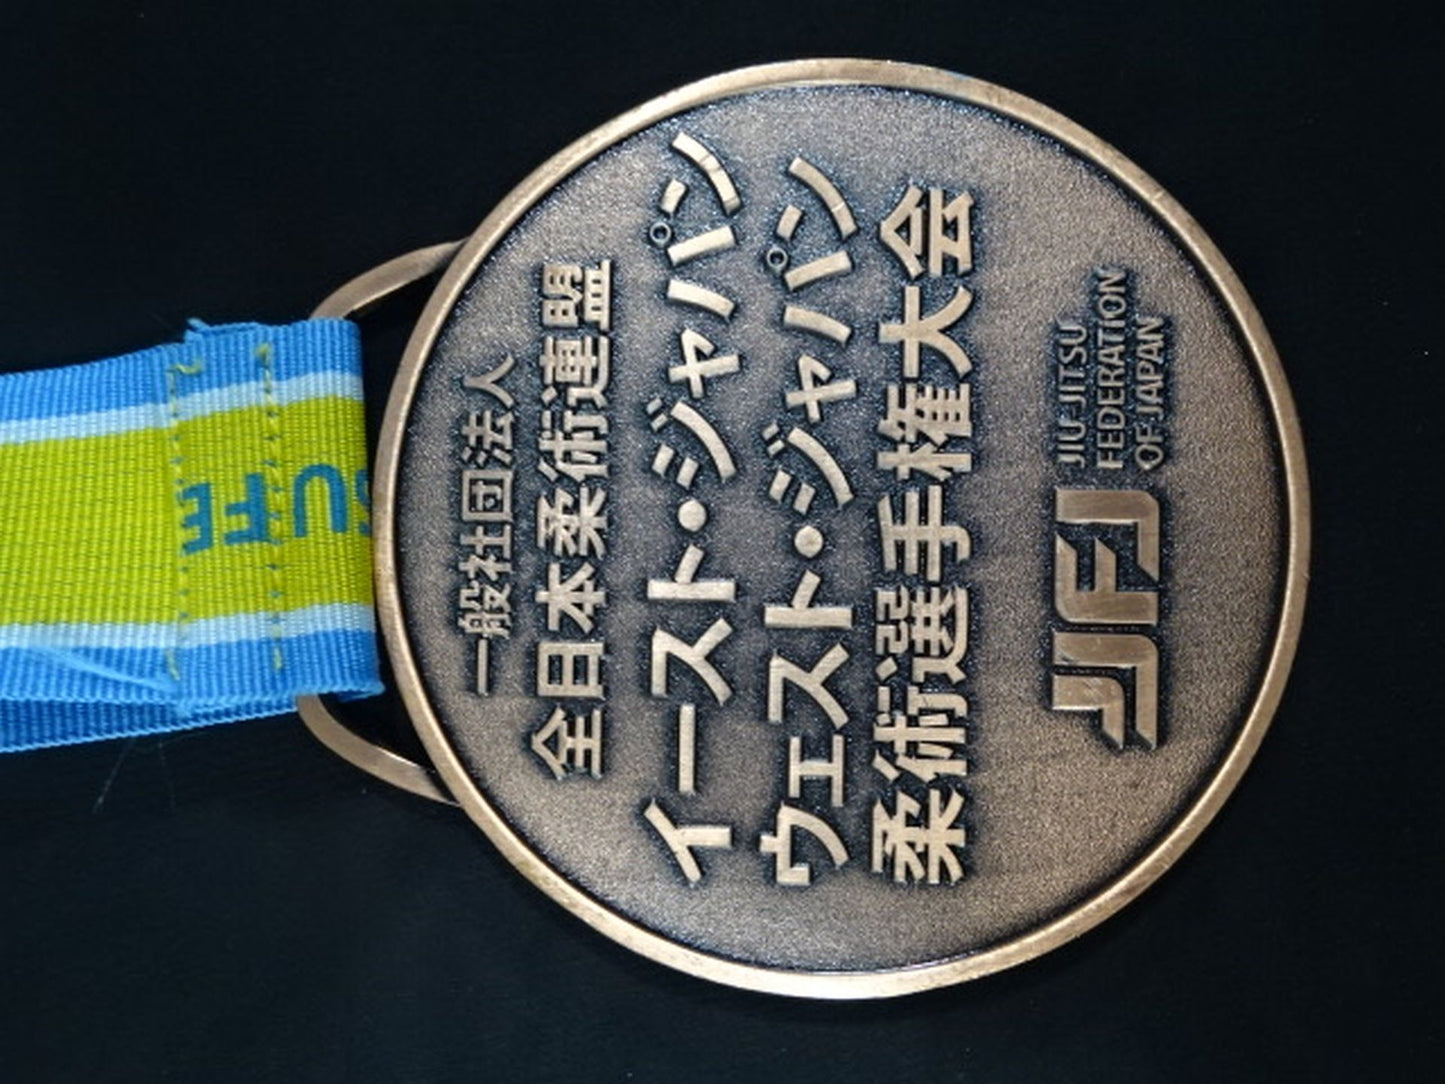 一般社団法人
全日本柔術連盟
イースト・ジャパン
ウェスト・ジャパン
柔術選手権大会
JJFJ
JIU-JITSU
FEDERATION
OF JAPAN